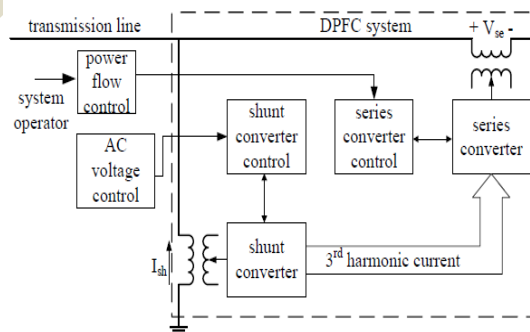 transmission line
DPFC system
+ Vse -
power
flow
control
system
operator
AC
voltage
control
shunt
converter
control
series
converter
control
series
converter
Ish
shunt
converter
3rd harmonic current